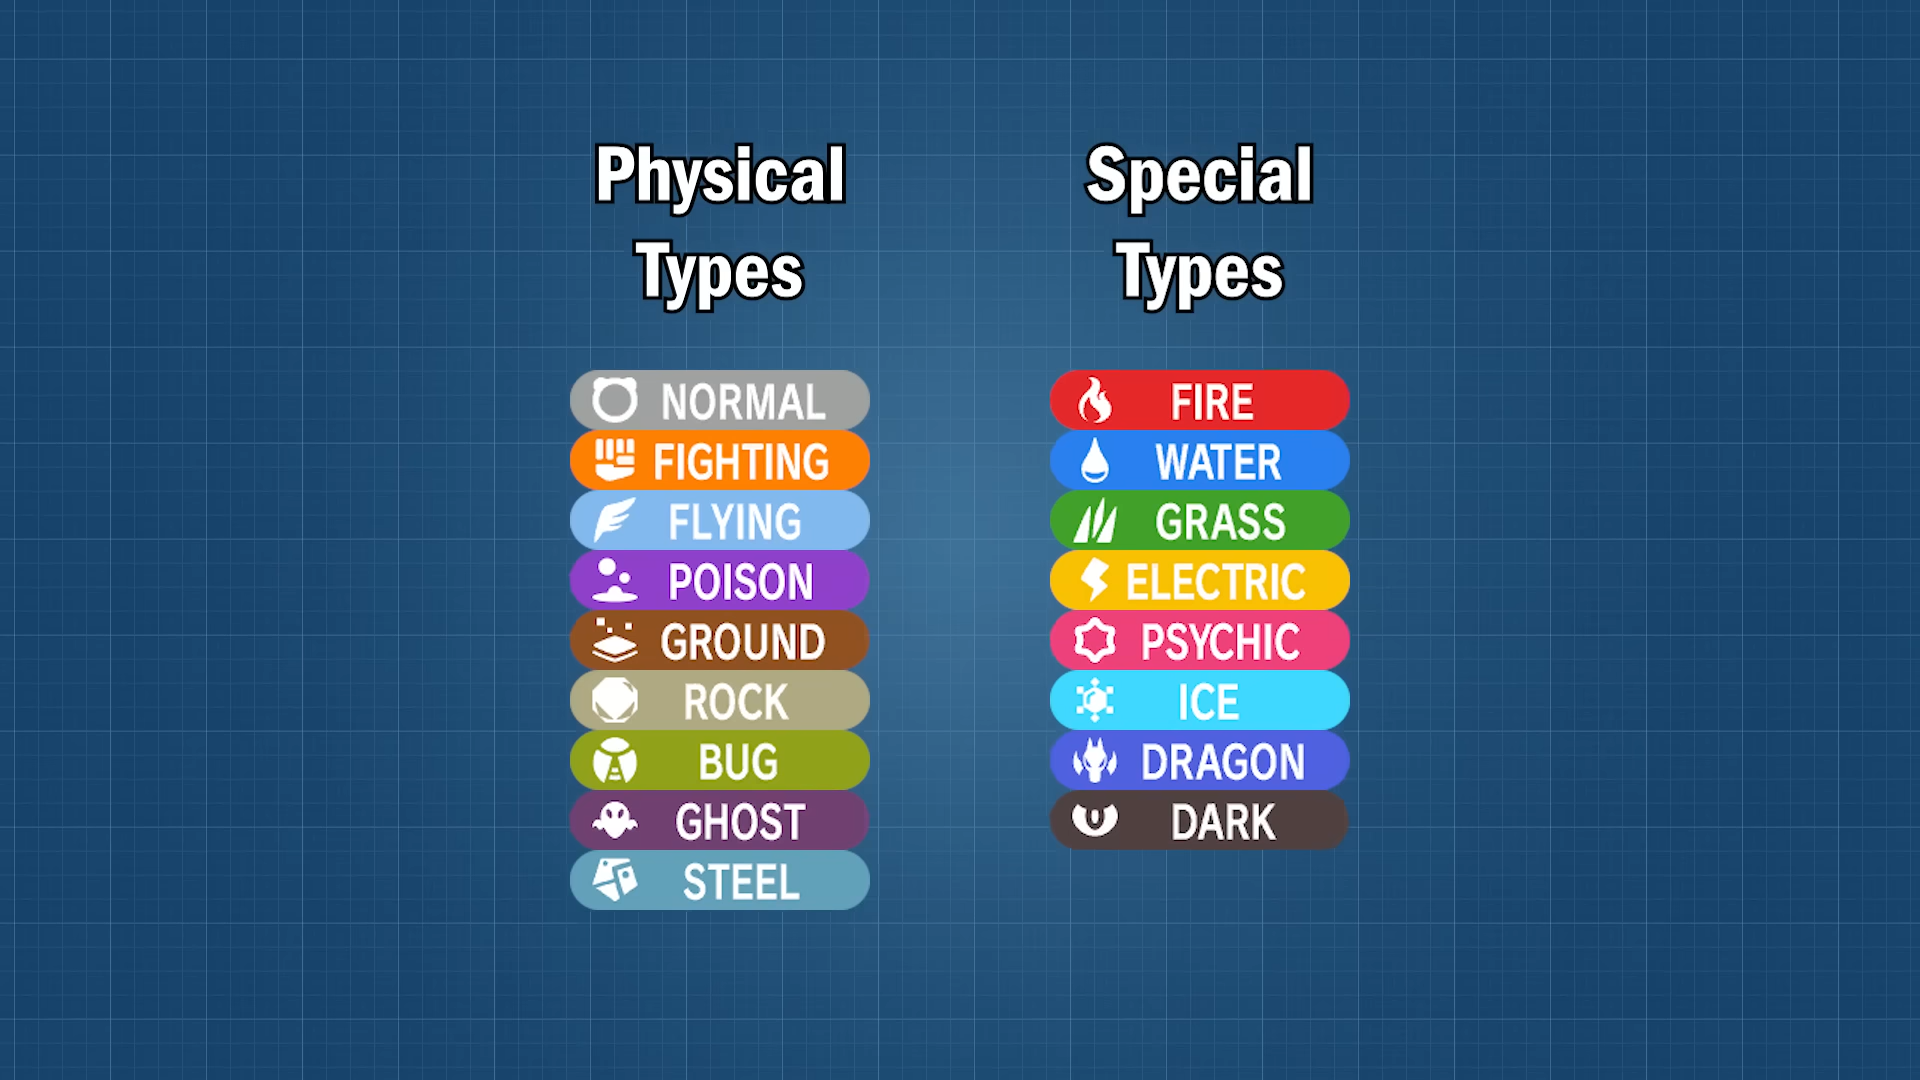 Physical
Types
NORMAL
FIGHTING
FLYING
POISON
GROUND
ROCK
BUG
GHOST
STEEL
Special
Types
FIRE
WATER
GRASS
ELECTRIC
PSYCHIC
ICE
DRAGON
DARK